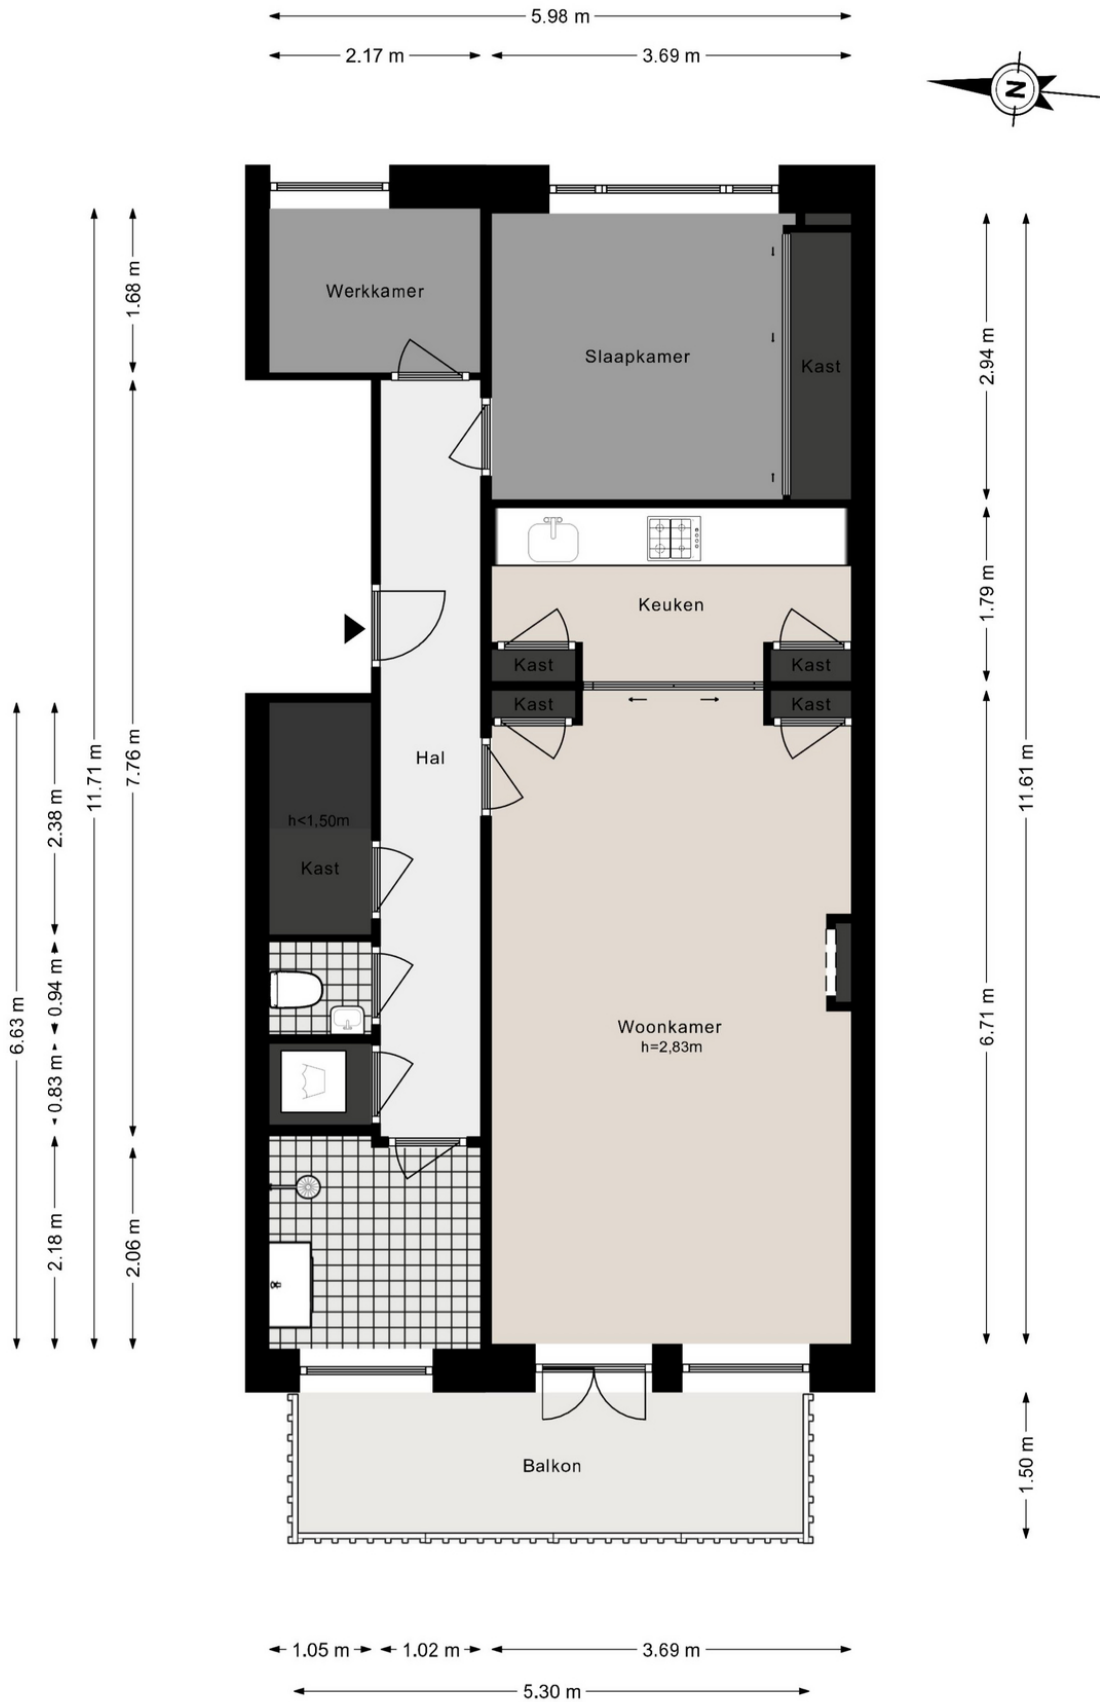 5.98 m
2.17 m
3.69 m
N
Werkkamer
Slaapkamer
Kast
Keuken
Kast
Kast
Kast
Kast
Hal
h<1,50m
Kast
Woonkamer
h=2,83m
Balkon
1.68 m
7.76 m
11.71 m
2.38 m
0.94 m
0.83 m
6.63 m
2.18 m
2.06 m
2.94 m
1.79 m
11.61 m
6.71 m
1.50 m
1.05 m
1.02 m
3.69 m
5.30 m